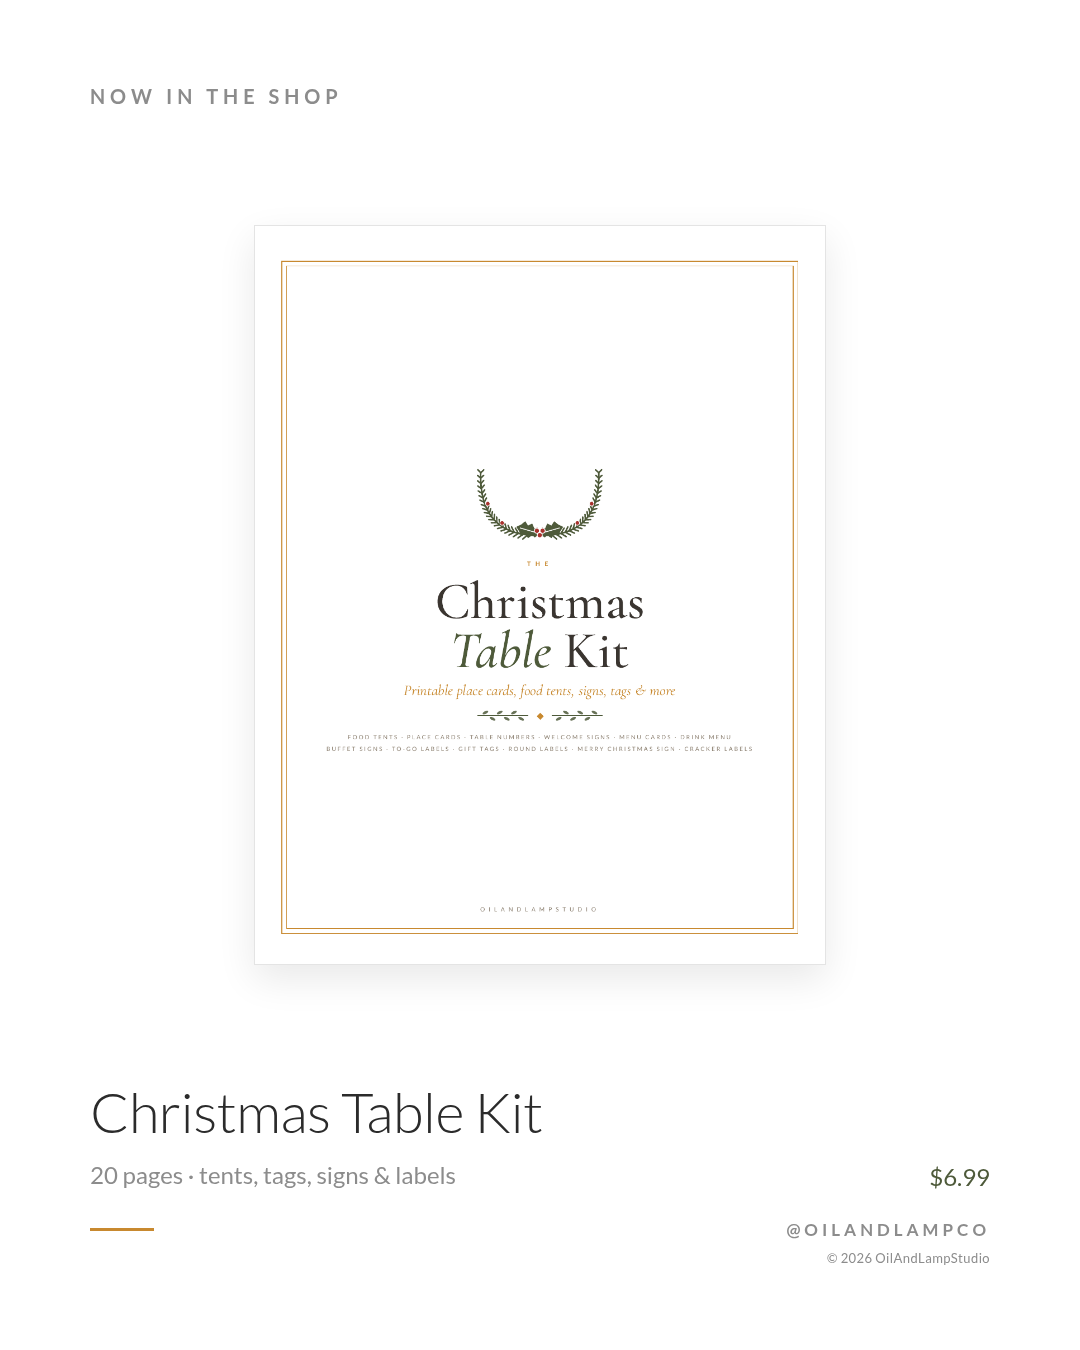 NOW IN THE SHOP
THE
Christmas
Table Kit
Printable place cards, food tents, signs, tags & more
FOOD TENTS · PLACE CARDS · TABLE NUMBERS · WELCOME SIGNS · MENU CARDS · DRINK MENU
BUFFET SIGNS · TO-GO LABELS · GIFT TAGS · ROUND LABELS · MERRY CHRISTMAS SIGN · CRACKER LABELS
OILANDLAMPSTUDIO
Christmas Table Kit
20 pages · tents, tags, signs & labels
$6.99
@OILANDLAMPCO
© 2026 OilAndLampStudio